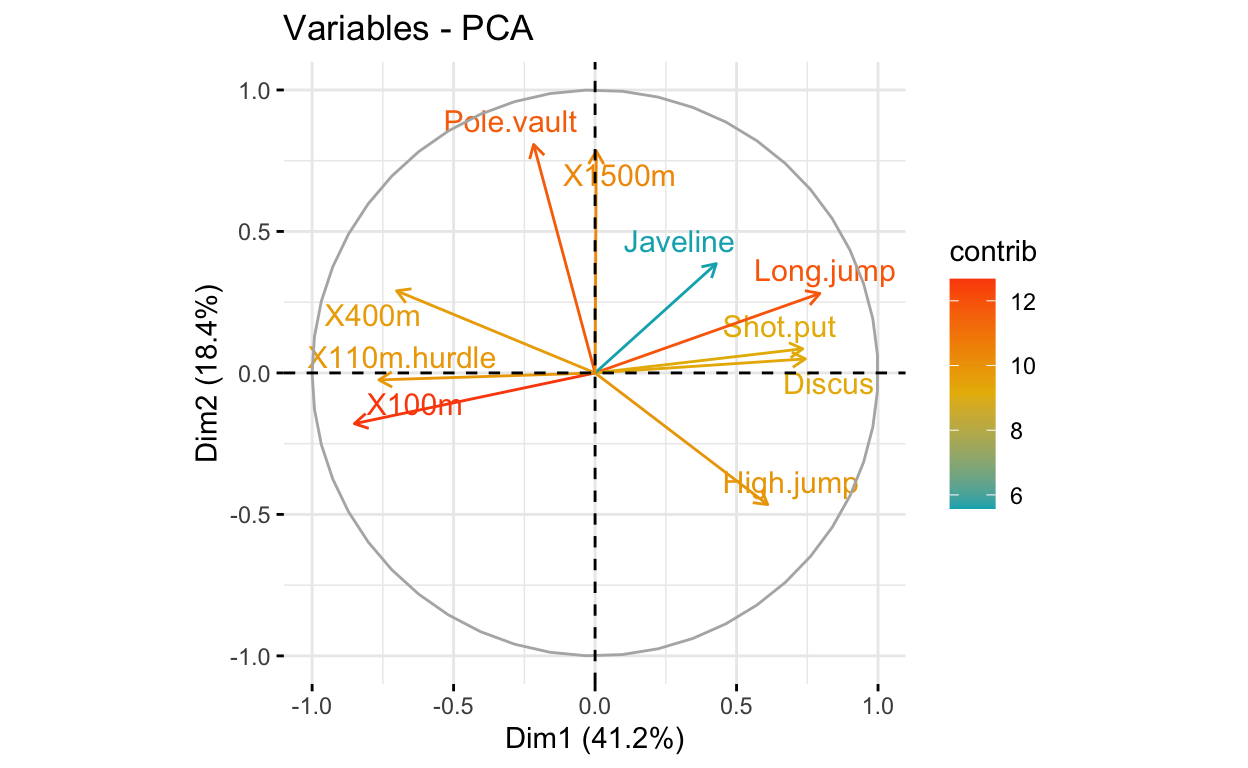 Variables - PCA
1.0
Pole.vault
X1500m
0.5
Javeline
Long.jump
X400m
Shot.put
X110m.hurdle
0.0
Discus
X100m
High.jump
-0.5
-1.0
Dim2 (18.4%)
-1.0 -0.5 0.0 0.5 1.0
Dim1 (41.2%)
contrib
12
10
8
6